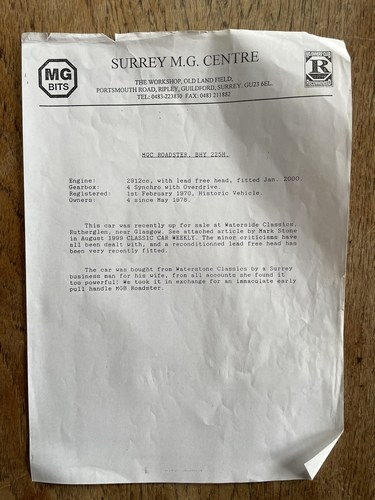 MG
BITS
SURREY M.G. CENTRE
THE WORKSHOP, OLD LAND FIELD,
PORTSMOUTH ROAD, RIPLEY, GUILDFORD, SURREY. GU23 6EL.
TEL: 0483-223830 FAX: 0483 211882
R
MGC ROADSTER, BHY 225H.
Engine: 2912cc, with lead free head, fitted Jan. 2000.
Gearbox: 4 Synchro with Overdrive.
Registered: 1st February 1970, Historic Vehicle.
Owners: 4 since May 1978.
This car was recently up for sale at Waterside Classics,
Rutherglen, near Glasgow. See attached article by Mark Stone
in August 1999 CLASSIC CAR WEEKLY. The minor criticisms have
all been dealt with, and a reconditioned lead free head has
been very recently fitted.
The car was bought from Waterstone Classics by a Surrey
business man for his wife, from all accounts she found it
too powerful! We took it in exchange for an immaculate early
pull handle MGB Roadster.